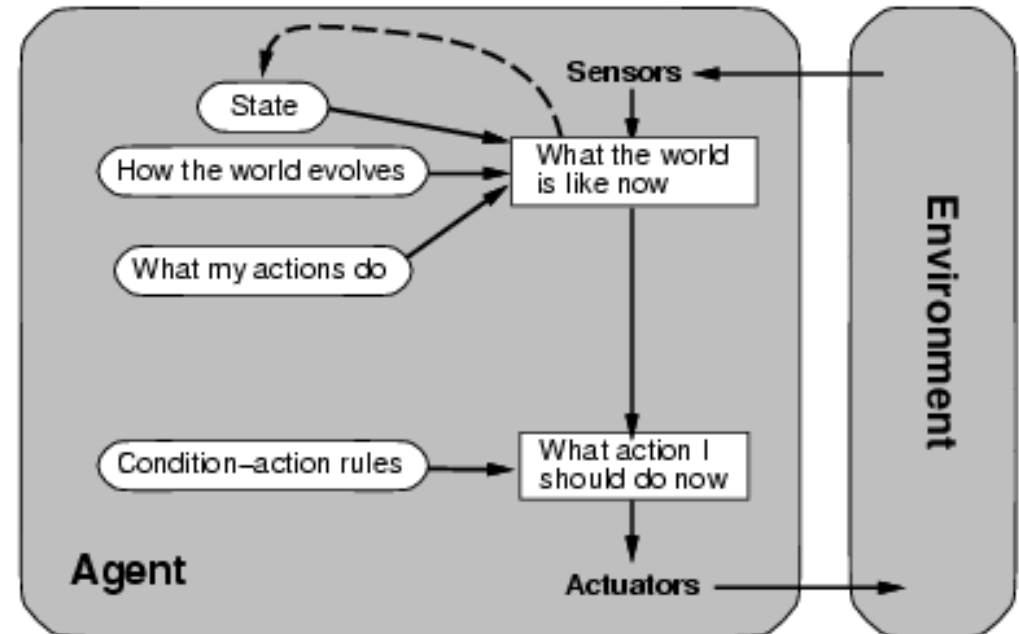 Sensors
State
What the world
is like now
How the world evolves
What my actions do
Environment
What action I
should do now
Condition–action rules
Agent
Actuators